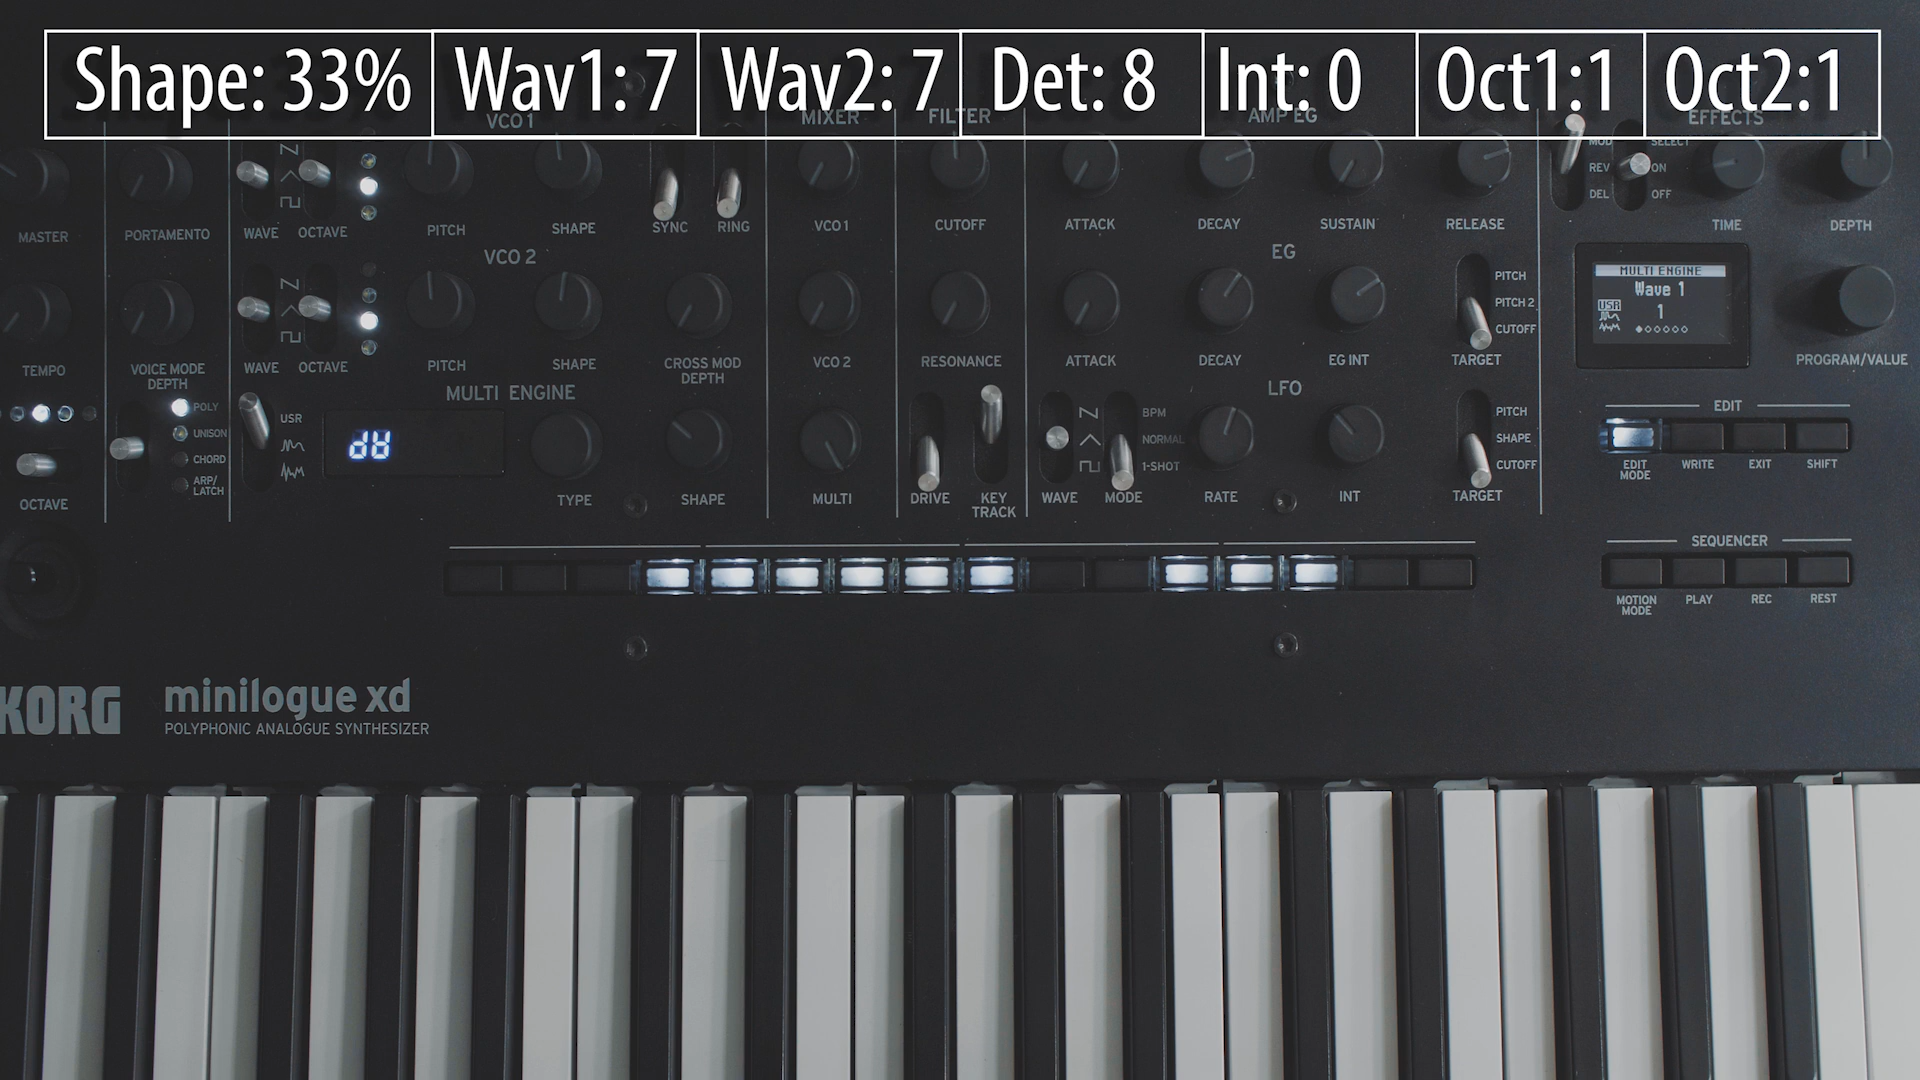 Shape: 33% Wav1: 7 Wav2: 7 Det: 8 Int: 0 Oct1:1 Oct2:1
VCO 1 MIXER FILTER AMP EG EFFECTS
MOD SELECT
REV ON
DEL OFF
MASTER PORTAMENTO WAVE OCTAVE PITCH SHAPE SYNC RING VCO 1 CUTOFF ATTACK DECAY SUSTAIN RELEASE TIME DEPTH
VCO 2 EG
MULTI ENGINE
Wave 1
USR 1
PITCH
PITCH 2
CUTOFF
TEMPO VOICE MODE DEPTH WAVE OCTAVE PITCH SHAPE CROSS MOD DEPTH VCO 2 RESONANCE ATTACK DECAY EG INT TARGET PROGRAM/VALUE
MULTI ENGINE LFO EDIT
POLY
UNISON
CHORD
ARP/
LATCH
USR
dB
BPM
NORMAL
1-SHOT
PITCH
SHAPE
CUTOFF
EDIT MODE WRITE EXIT SHIFT
OCTAVE TYPE SHAPE MULTI DRIVE KEY TRACK WAVE MODE RATE INT TARGET
SEQUENCER
MOTION MODE PLAY REC REST
KORG minilogue xd
POLYPHONIC ANALOGUE SYNTHESIZER